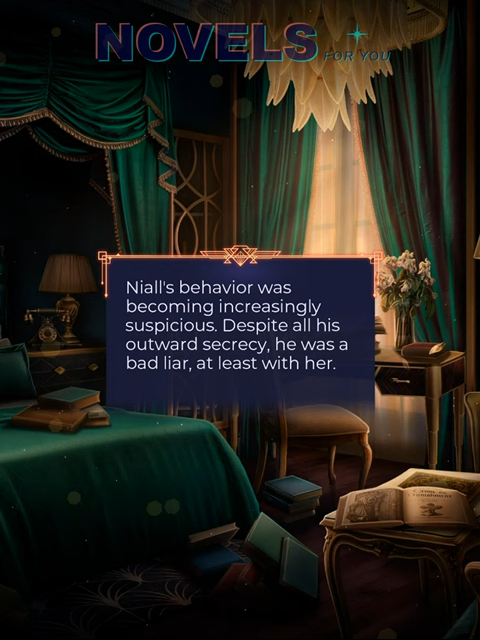 NOVELS
FOR YOU
Niall's behavior was
becoming increasingly
suspicious. Despite all his
outward secrecy, he was a
bad liar, at least with her.